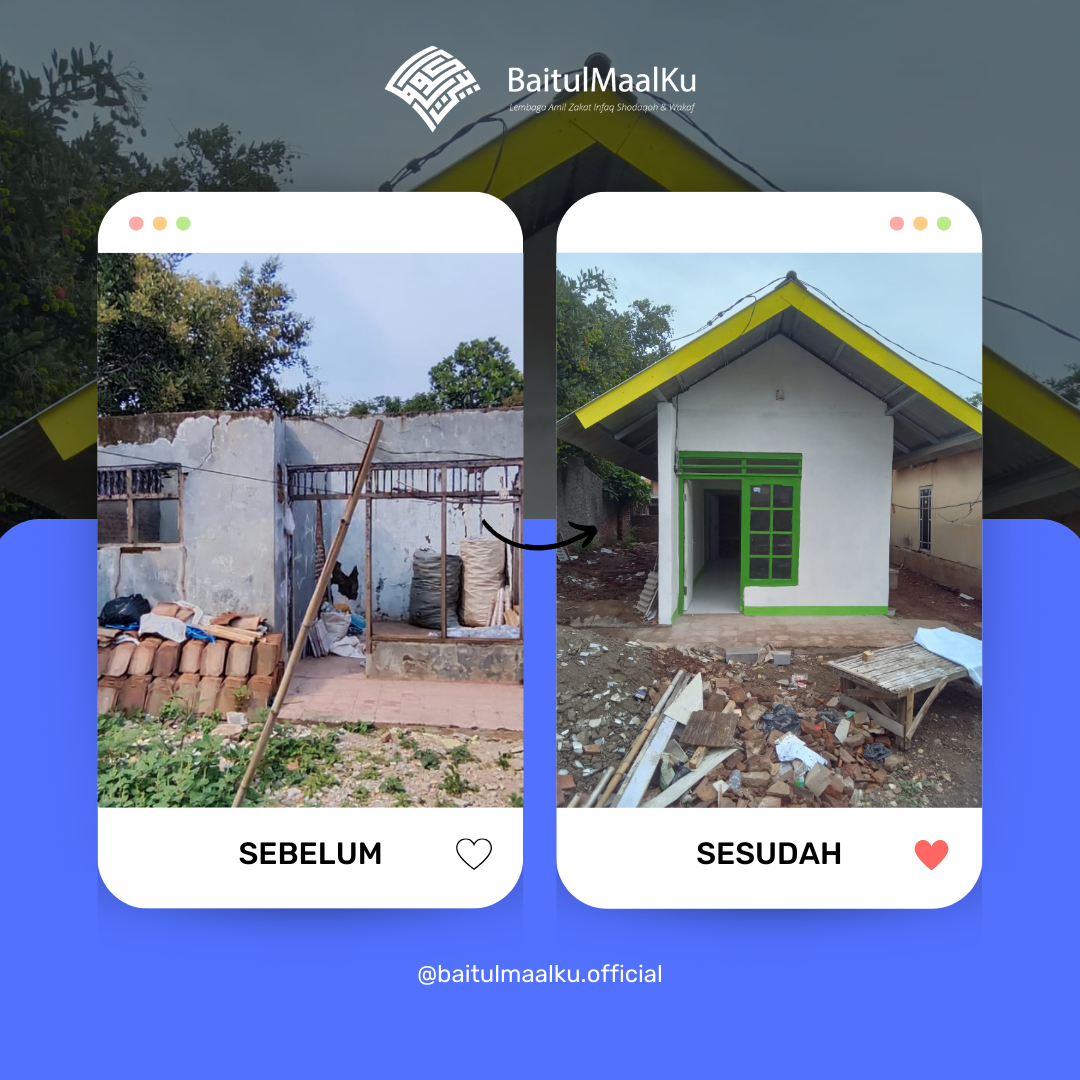 BaitulMaalKu
Lembaga Amil Zakat Infaq Shodaqoh & Wakaf
SEBELUM
SESUDAH
@baitulmaalku.official